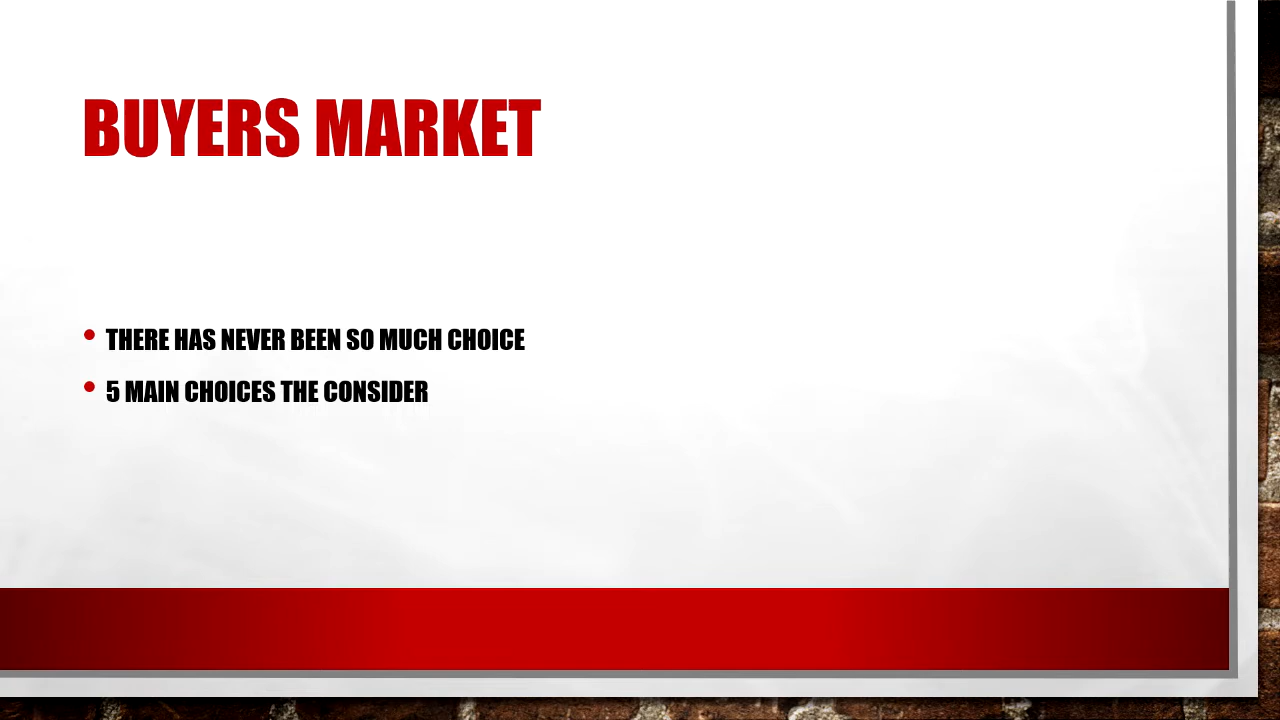 BUYERS MARKET
• THERE HAS NEVER BEEN SO MUCH CHOICE
• 5 MAIN CHOICES THE CONSIDER